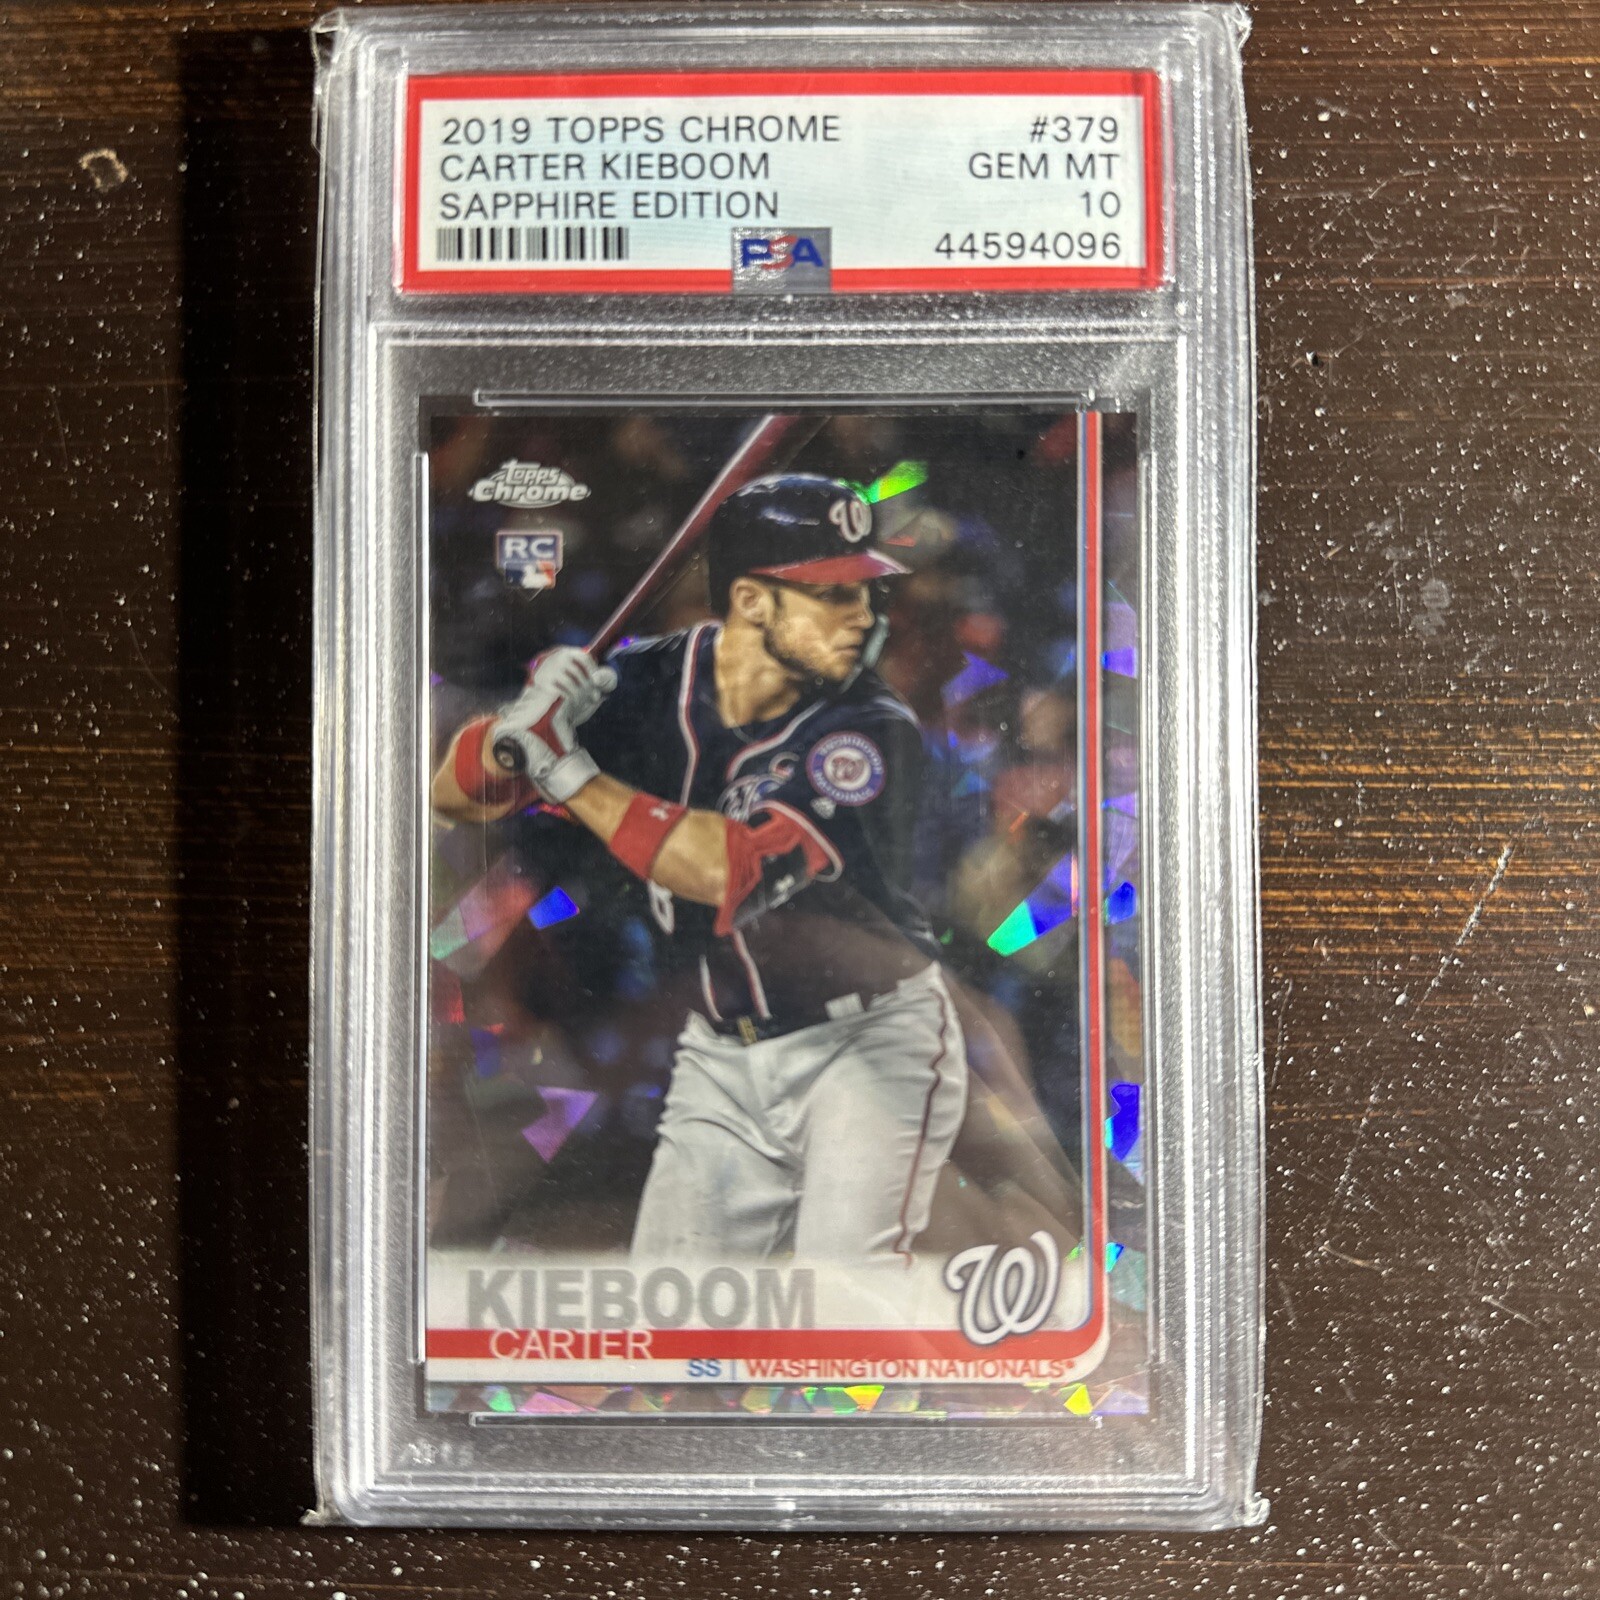 2019 TOPPS CHROME #379
CARTER KIEBOOM GEM MT
SAPPHIRE EDITION 10
PSA 44594096
Topps
Chrome
RC
W
W
KIEBOOM
W
CARTER
SS | WASHINGTON NATIONALS